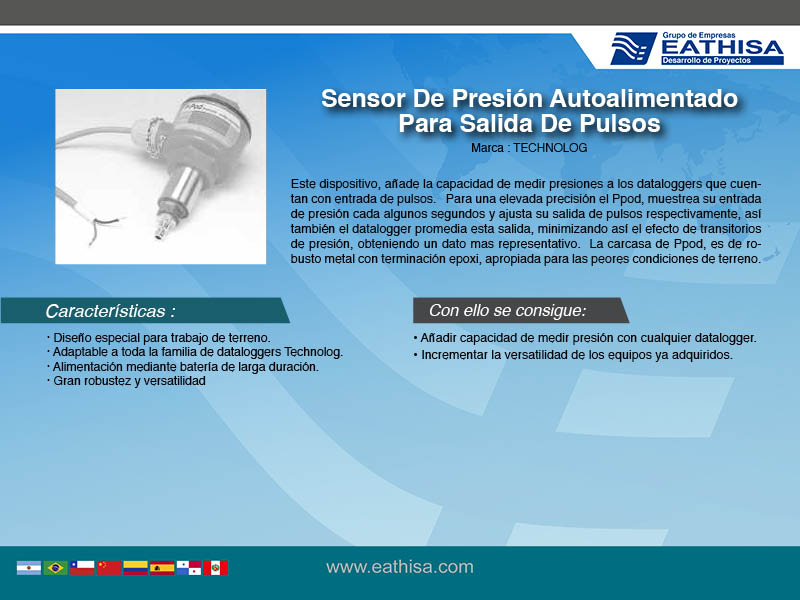 Grupo de Empresas
EATHISA
Desarrollo de Proyectos
Sensor De Presión Autoalimentado
Para Salida De Pulsos
Marca : TECHNOLOG
Este dispositivo, añade la capacidad de medir presiones a los dataloggers que cuen-
tan con entrada de pulsos. Para una elevada precisión el Ppod, muestrea su entrada
de presión cada algunos segundos y ajusta su salida de pulsos respectivamente, así
también el datalogger promedia esta salida, minimizando así el efecto de transitorios
de presión, obteniendo un dato mas representativo. La carcasa de Ppod, es de ro-
busto metal con terminación epoxi, apropiada para las peores condiciones de terreno.
Características :
· Diseño especial para trabajo de terreno.
· Adaptable a toda la familia de dataloggers Technolog.
· Alimentación mediante batería de larga duración.
· Gran robustez y versatilidad
Con ello se consigue:
• Añadir capacidad de medir presión con cualquier datalogger.
• Incrementar la versatilidad de los equipos ya adquiridos.
www.eathisa.com